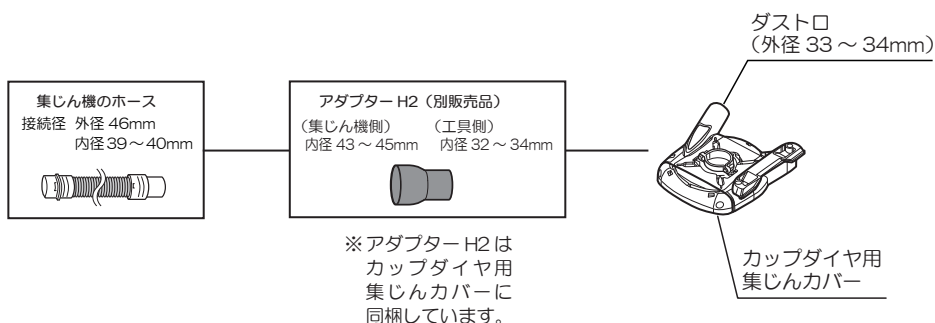 ダストロ
（外径 33 ～ 34mm）
集じん機のホース
接続径 外径 46mm
内径 39 ～ 40mm
アダプター H2（別販売品）
（集じん機側）
内径 43 ～ 45mm
（工具側）
内径 32 ～ 34mm
※アダプター H2 は
カップダイヤ用
集じんカバーに
同梱しています。
カップダイヤ用
集じんカバー